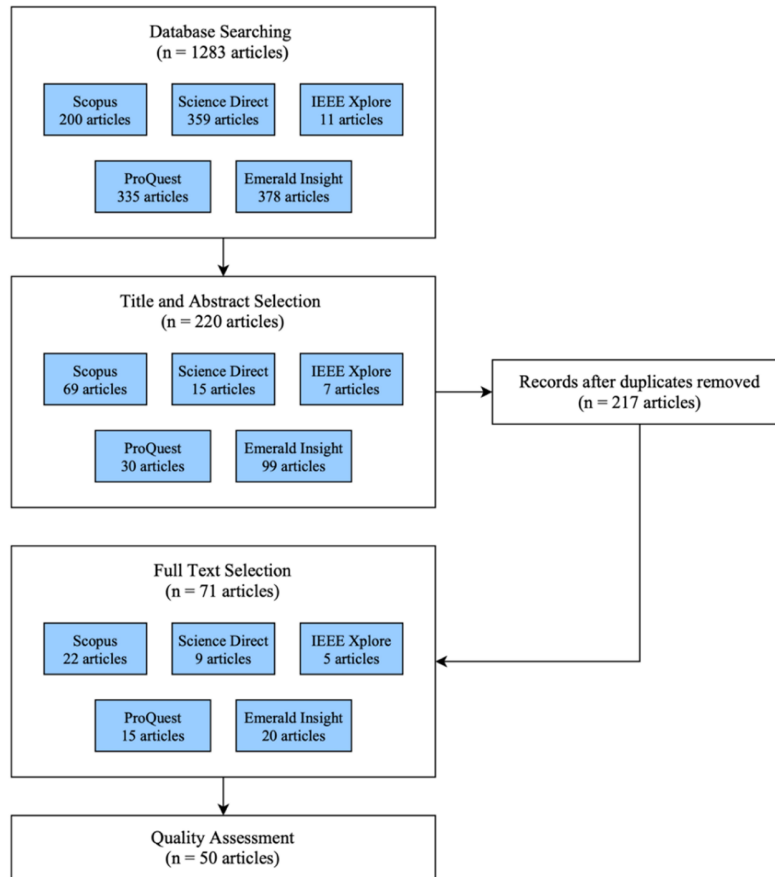 Database Searching
(n = 1283 articles)
Scopus
200 articles
Science Direct
359 articles
IEEE Xplore
11 articles
ProQuest
335 articles
Emerald Insight
378 articles
Title and Abstract Selection
(n = 220 articles)
Scopus
69 articles
Science Direct
15 articles
IEEE Xplore
7 articles
ProQuest
30 articles
Emerald Insight
99 articles
Records after duplicates removed
(n = 217 articles)
Full Text Selection
(n = 71 articles)
Scopus
22 articles
Science Direct
9 articles
IEEE Xplore
5 articles
ProQuest
15 articles
Emerald Insight
20 articles
Quality Assessment
(n = 50 articles)